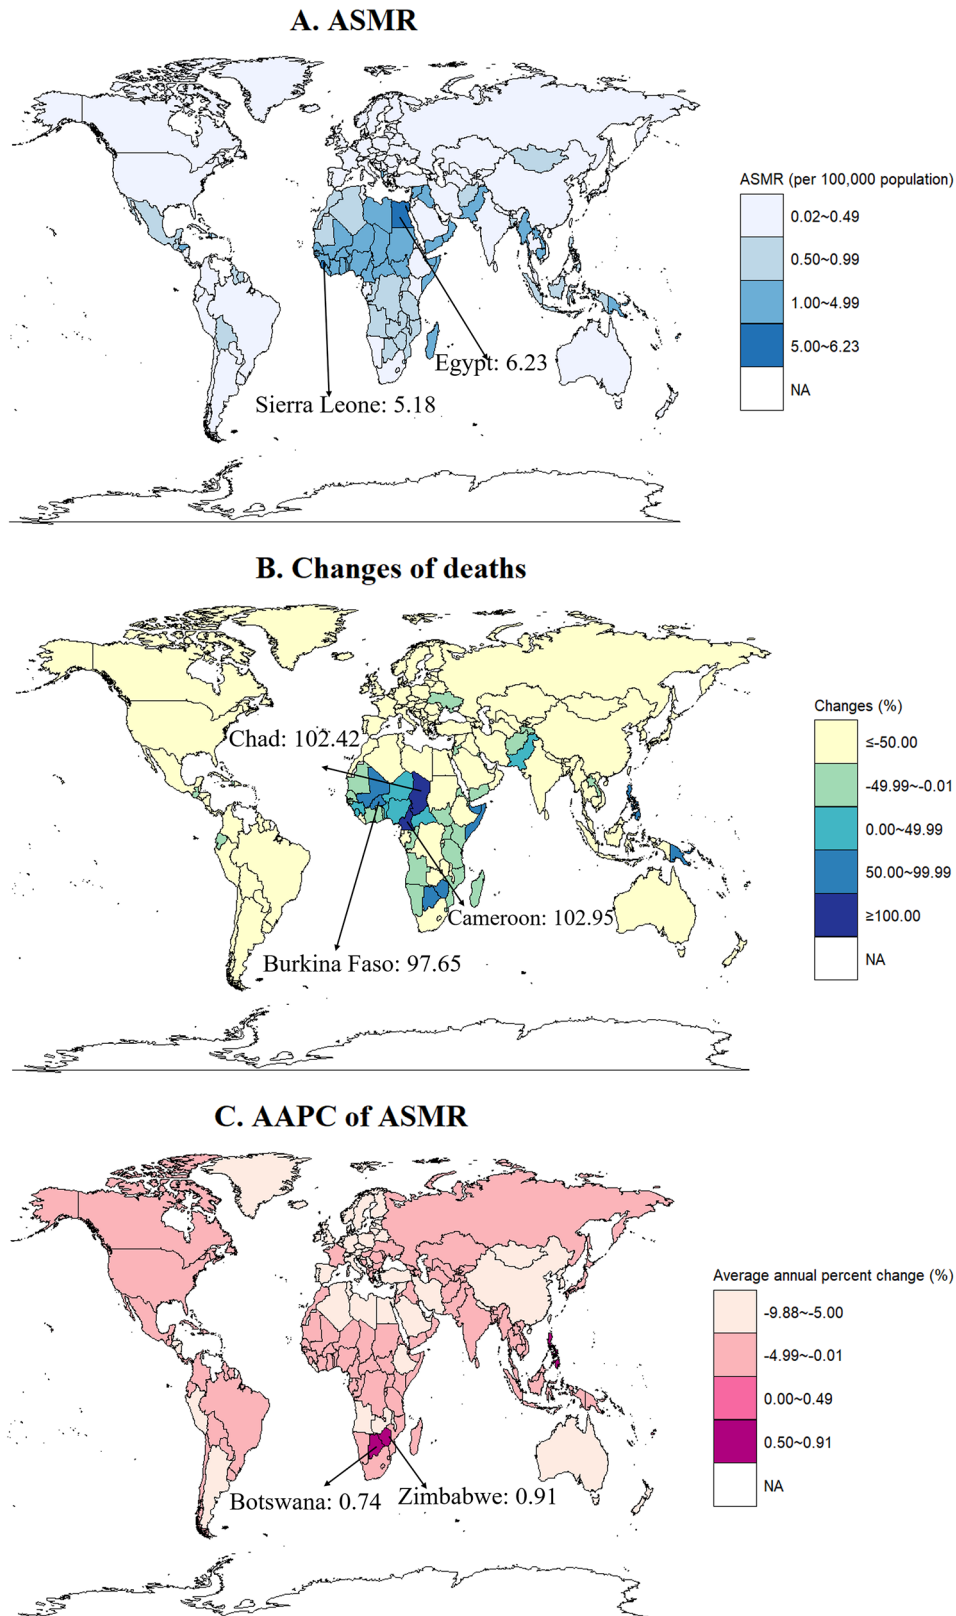 A. ASMR
ASMR (per 100,000 population)
0.02~0.49
0.50~0.99
1.00~4.99
5.00~6.23
NA
Egypt: 6.23
Sierra Leone: 5.18
B. Changes of deaths
Changes (%)
≤-50.00
-49.99~-0.01
0.00~49.99
50.00~99.99
≥100.00
NA
Chad: 102.42
Cameroon: 102.95
Burkina Faso: 97.65
C. AAPC of ASMR
Average annual percent change (%)
-9.88~-5.00
-4.99~-0.01
0.00~0.49
0.50~0.91
NA
Botswana: 0.74
Zimbabwe: 0.91